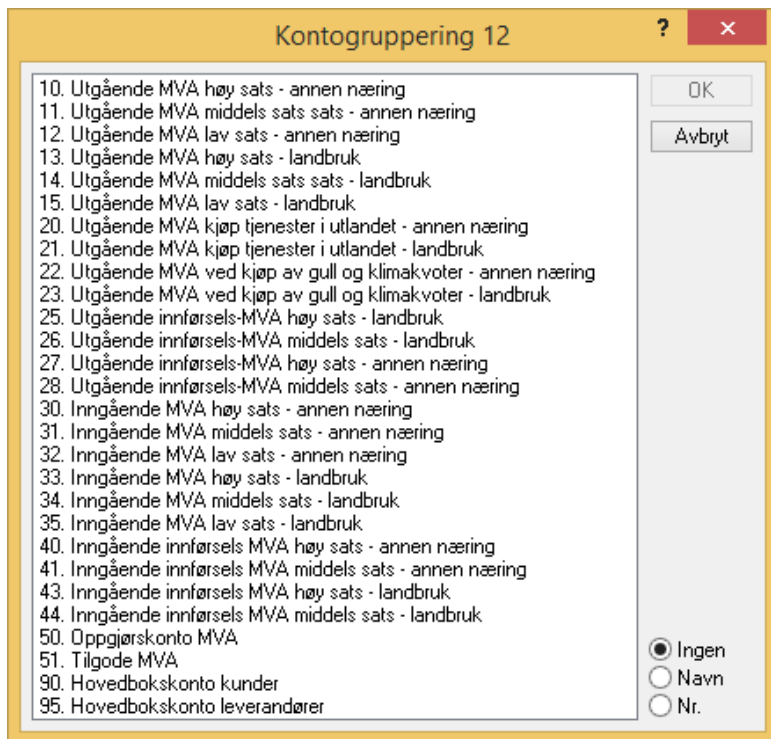 Kontogruppering 12
?
×
10. Utgående MVA høy sats - annen næring
11. Utgående MVA middels sats sats - annen næring
12. Utgående MVA lav sats - annen næring
13. Utgående MVA høy sats - landbruk
14. Utgående MVA middels sats sats - landbruk
15. Utgående MVA lav sats - landbruk
20. Utgående MVA kjøp tjenester i utlandet - annen næring
21. Utgående MVA kjøp tjenester i utlandet - landbruk
22. Utgående MVA ved kjøp av gull og klimakvoter - annen næring
23. Utgående MVA ved kjøp av gull og klimakvoter - landbruk
25. Utgående innførsels-MVA høy sats - landbruk
26. Utgående innførsels-MVA middels sats - landbruk
27. Utgående innførsels-MVA høy sats - annen næring
28. Utgående innførsels-MVA middels sats - annen næring
30. Inngående MVA høy sats - annen næring
31. Inngående MVA middels sats - annen næring
32. Inngående MVA lav sats - annen næring
33. Inngående MVA høy sats - landbruk
34. Inngående MVA middels sats - landbruk
35. Inngående MVA lav sats - landbruk
40. Inngående innførsels MVA høy sats - annen næring
41. Inngående innførsels MVA middels sats - annen næring
43. Inngående innførsels MVA høy sats - landbruk
44. Inngående innførsels MVA middels sats - landbruk
50. Oppgjørskonto MVA
51. Tilgode MVA
90. Hovedbokskonto kunder
95. Hovedbokskonto leverandører
OK
Avbryt
Ingen
Navn
Nr.